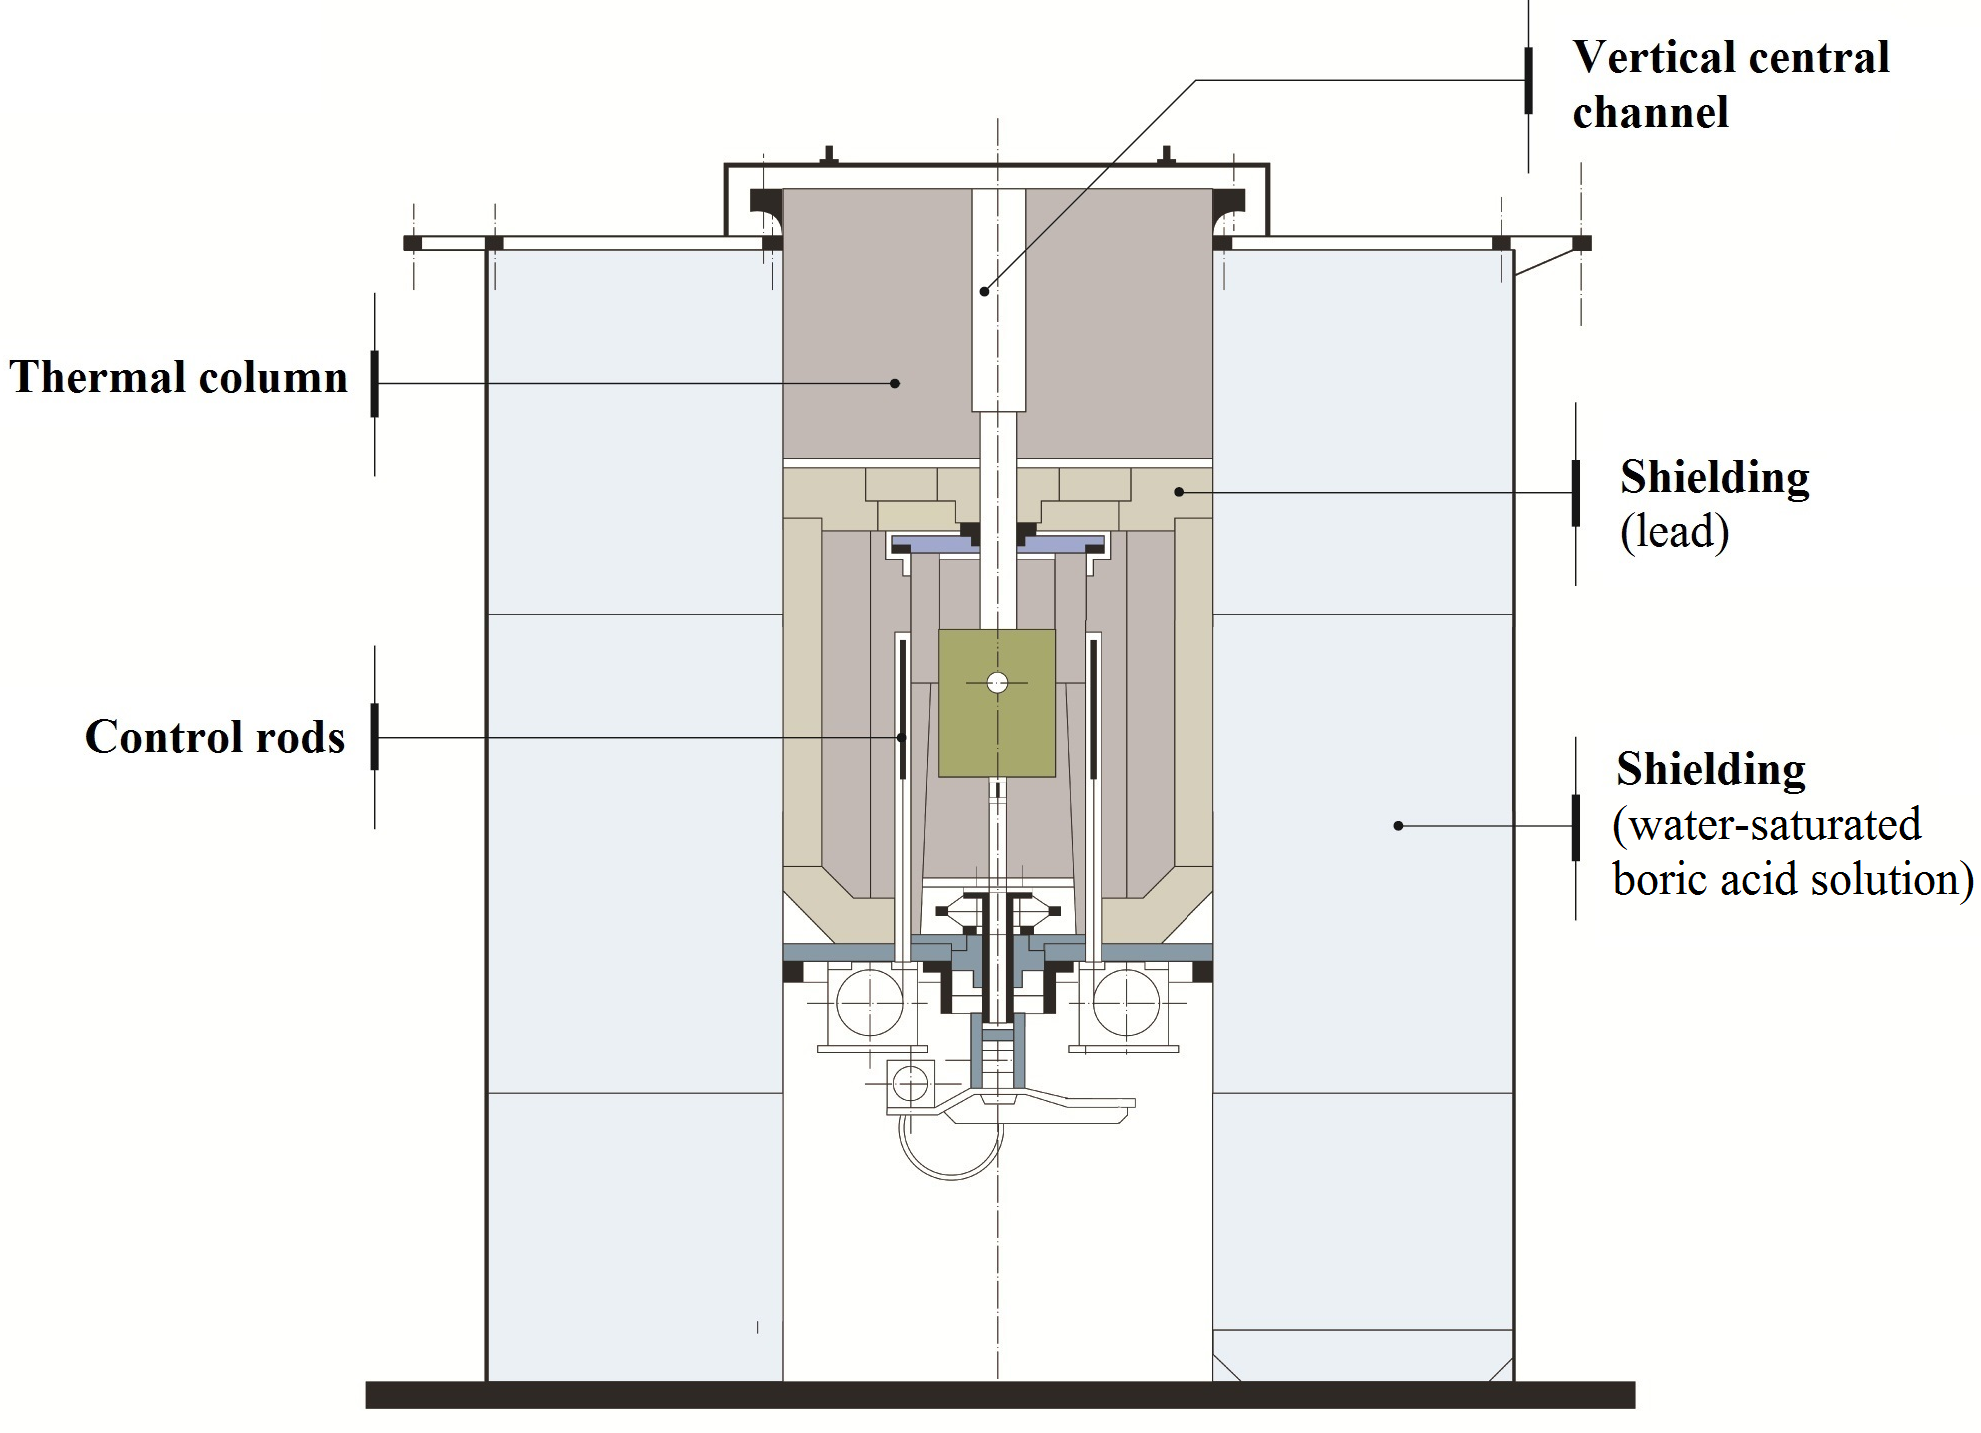 Vertical central
channel
Thermal column
Shielding
(lead)
Control rods
Shielding
(water-saturated
boric acid solution)